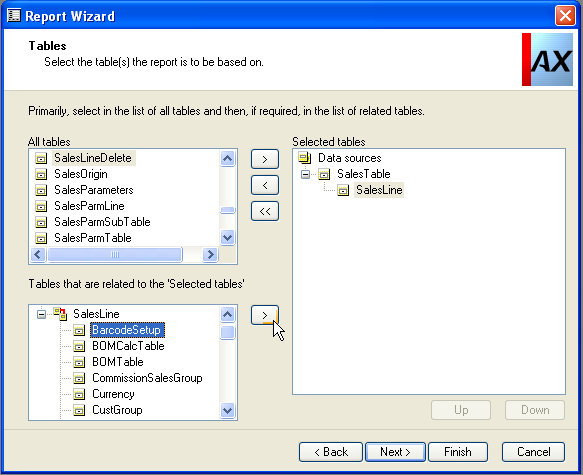 Report Wizard
Tables
Select the table(s) the report is to be based on.
AX
Primarily, select in the list of all tables and then, if required, in the list of related tables.
All tables
SalesLineDelete
SalesOrigin
SalesParameters
SalesParmLine
SalesParmSubTable
SalesParmTable
>
<
<<
Selected tables
Data sources
SalesTable
SalesLine
Tables that are related to the 'Selected tables'
SalesLine
BarcodeSetup
BOMCalcTable
BOMTable
CommissionSalesGroup
Currency
CustGroup
>
Up
Down
< Back
Next >
Finish
Cancel